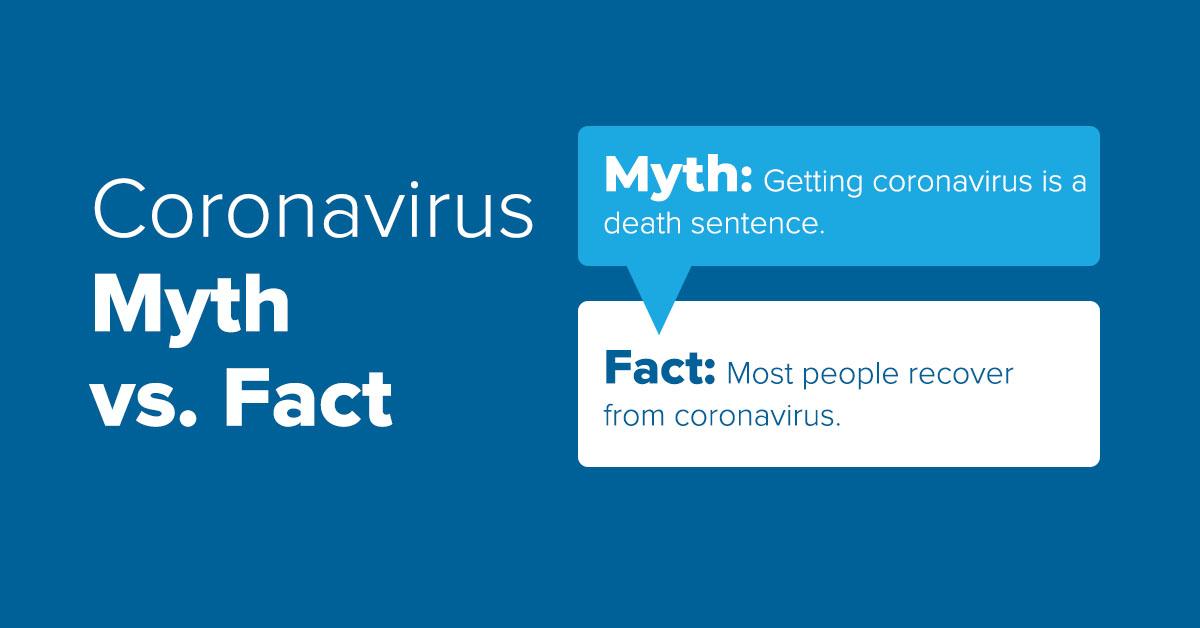 Coronavirus
Myth
vs. Fact
Myth: Getting coronavirus is a
death sentence.
Fact: Most people recover
from coronavirus.